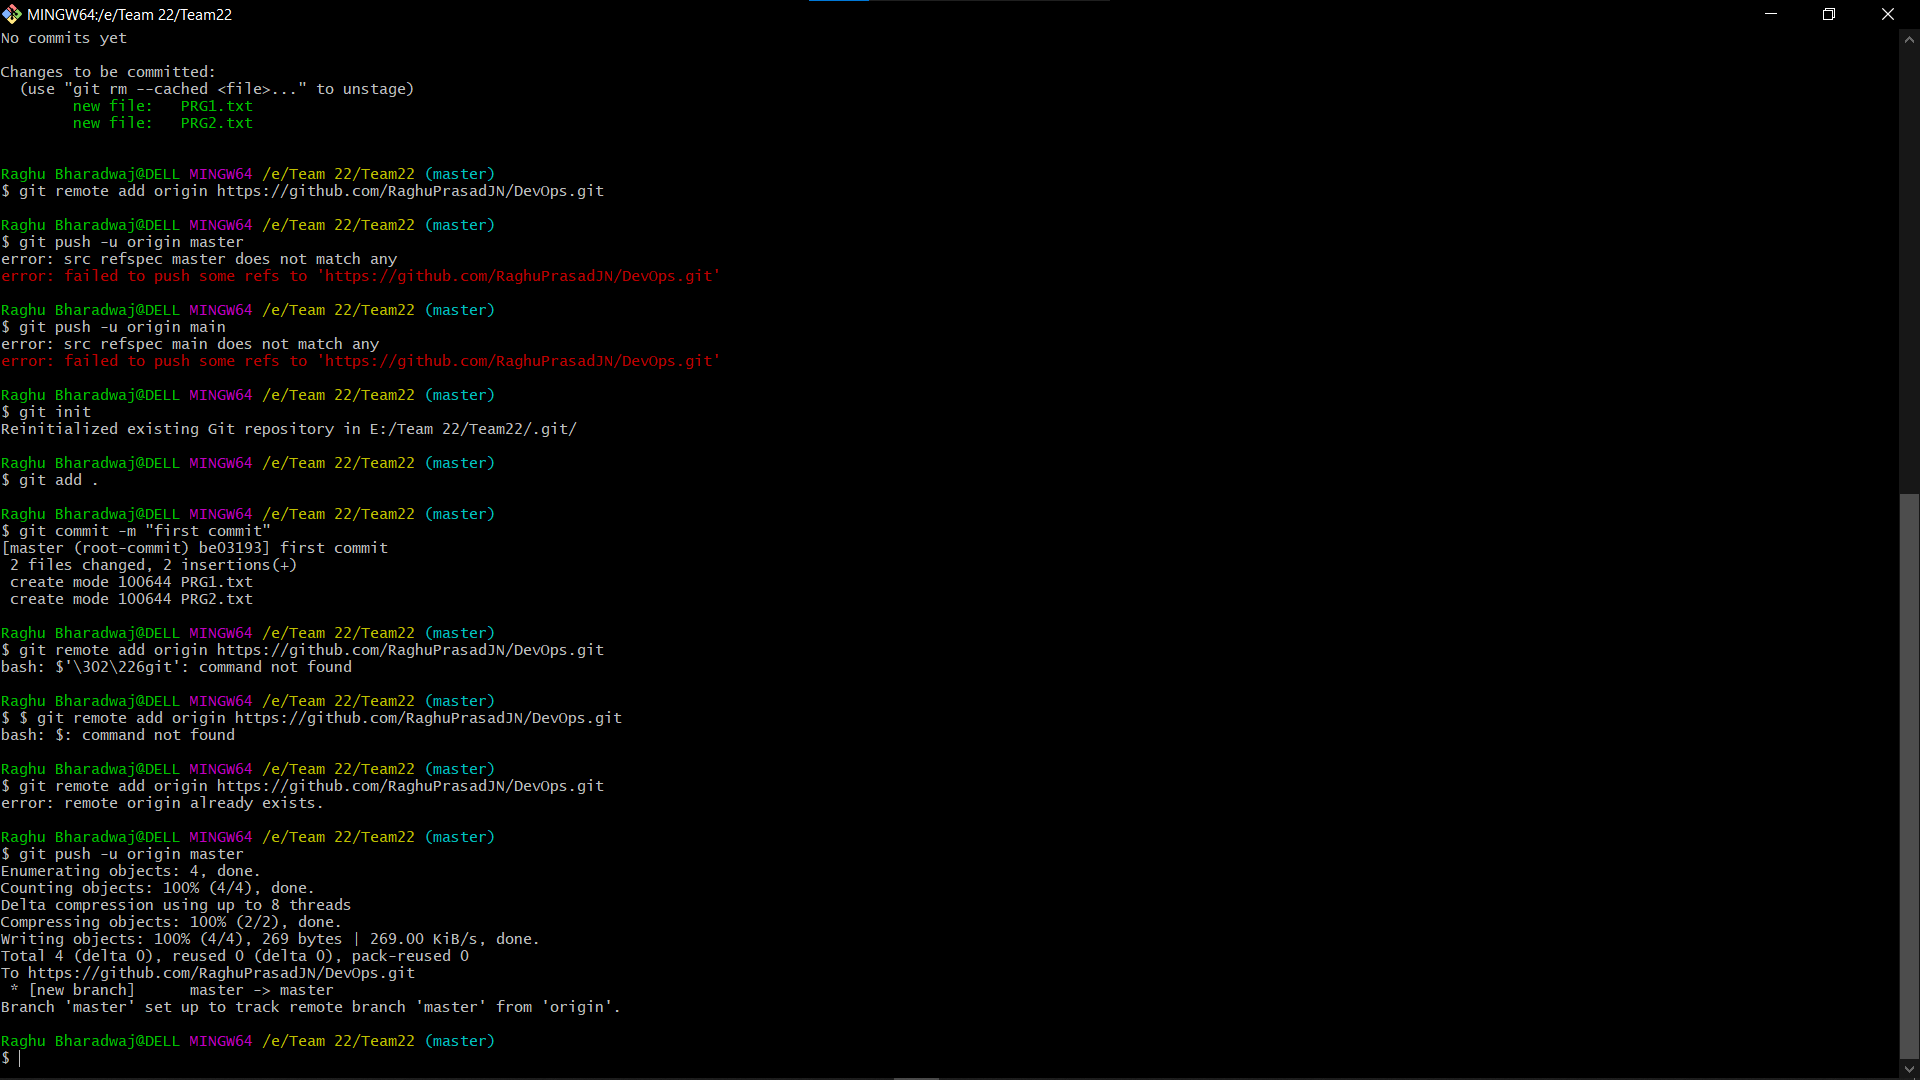 MINGW64:/e/Team 22/Team22
No commits yet
Changes to be committed:
  (use "git rm --cached <file>..." to unstage)
        new file:   PRG1.txt
        new file:   PRG2.txt
Raghu Bharadwaj@DELL MINGW64 /e/Team 22/Team22 (master)
$ git remote add origin https://github.com/RaghuPrasadJN/DevOps.git
Raghu Bharadwaj@DELL MINGW64 /e/Team 22/Team22 (master)
$ git push -u origin master
error: src refspec master does not match any
error: failed to push some refs to 'https://github.com/RaghuPrasadJN/DevOps.git'
Raghu Bharadwaj@DELL MINGW64 /e/Team 22/Team22 (master)
$ git push -u origin main
error: src refspec main does not match any
error: failed to push some refs to 'https://github.com/RaghuPrasadJN/DevOps.git'
Raghu Bharadwaj@DELL MINGW64 /e/Team 22/Team22 (master)
$ git init
Reinitialized existing Git repository in E:/Team 22/Team22/.git/
Raghu Bharadwaj@DELL MINGW64 /e/Team 22/Team22 (master)
$ git add .
Raghu Bharadwaj@DELL MINGW64 /e/Team 22/Team22 (master)
$ git commit -m "first commit"
[master (root-commit) be03193] first commit
 2 files changed, 2 insertions(+)
 create mode 100644 PRG1.txt
 create mode 100644 PRG2.txt
Raghu Bharadwaj@DELL MINGW64 /e/Team 22/Team22 (master)
$ git remote add origin https://github.com/RaghuPrasadJN/DevOps.git
bash: $'\302\226git': command not found
Raghu Bharadwaj@DELL MINGW64 /e/Team 22/Team22 (master)
$ $ git remote add origin https://github.com/RaghuPrasadJN/DevOps.git
bash: $: command not found
Raghu Bharadwaj@DELL MINGW64 /e/Team 22/Team22 (master)
$ git remote add origin https://github.com/RaghuPrasadJN/DevOps.git
error: remote origin already exists.
Raghu Bharadwaj@DELL MINGW64 /e/Team 22/Team22 (master)
$ git push -u origin master
Enumerating objects: 4, done.
Counting objects: 100% (4/4), done.
Delta compression using up to 8 threads
Compressing objects: 100% (2/2), done.
Writing objects: 100% (4/4), 269 bytes | 269.00 KiB/s, done.
Total 4 (delta 0), reused 0 (delta 0), pack-reused 0
To https://github.com/RaghuPrasadJN/DevOps.git
 * [new branch]      master -> master
Branch 'master' set up to track remote branch 'master' from 'origin'.
Raghu Bharadwaj@DELL MINGW64 /e/Team 22/Team22 (master)
$